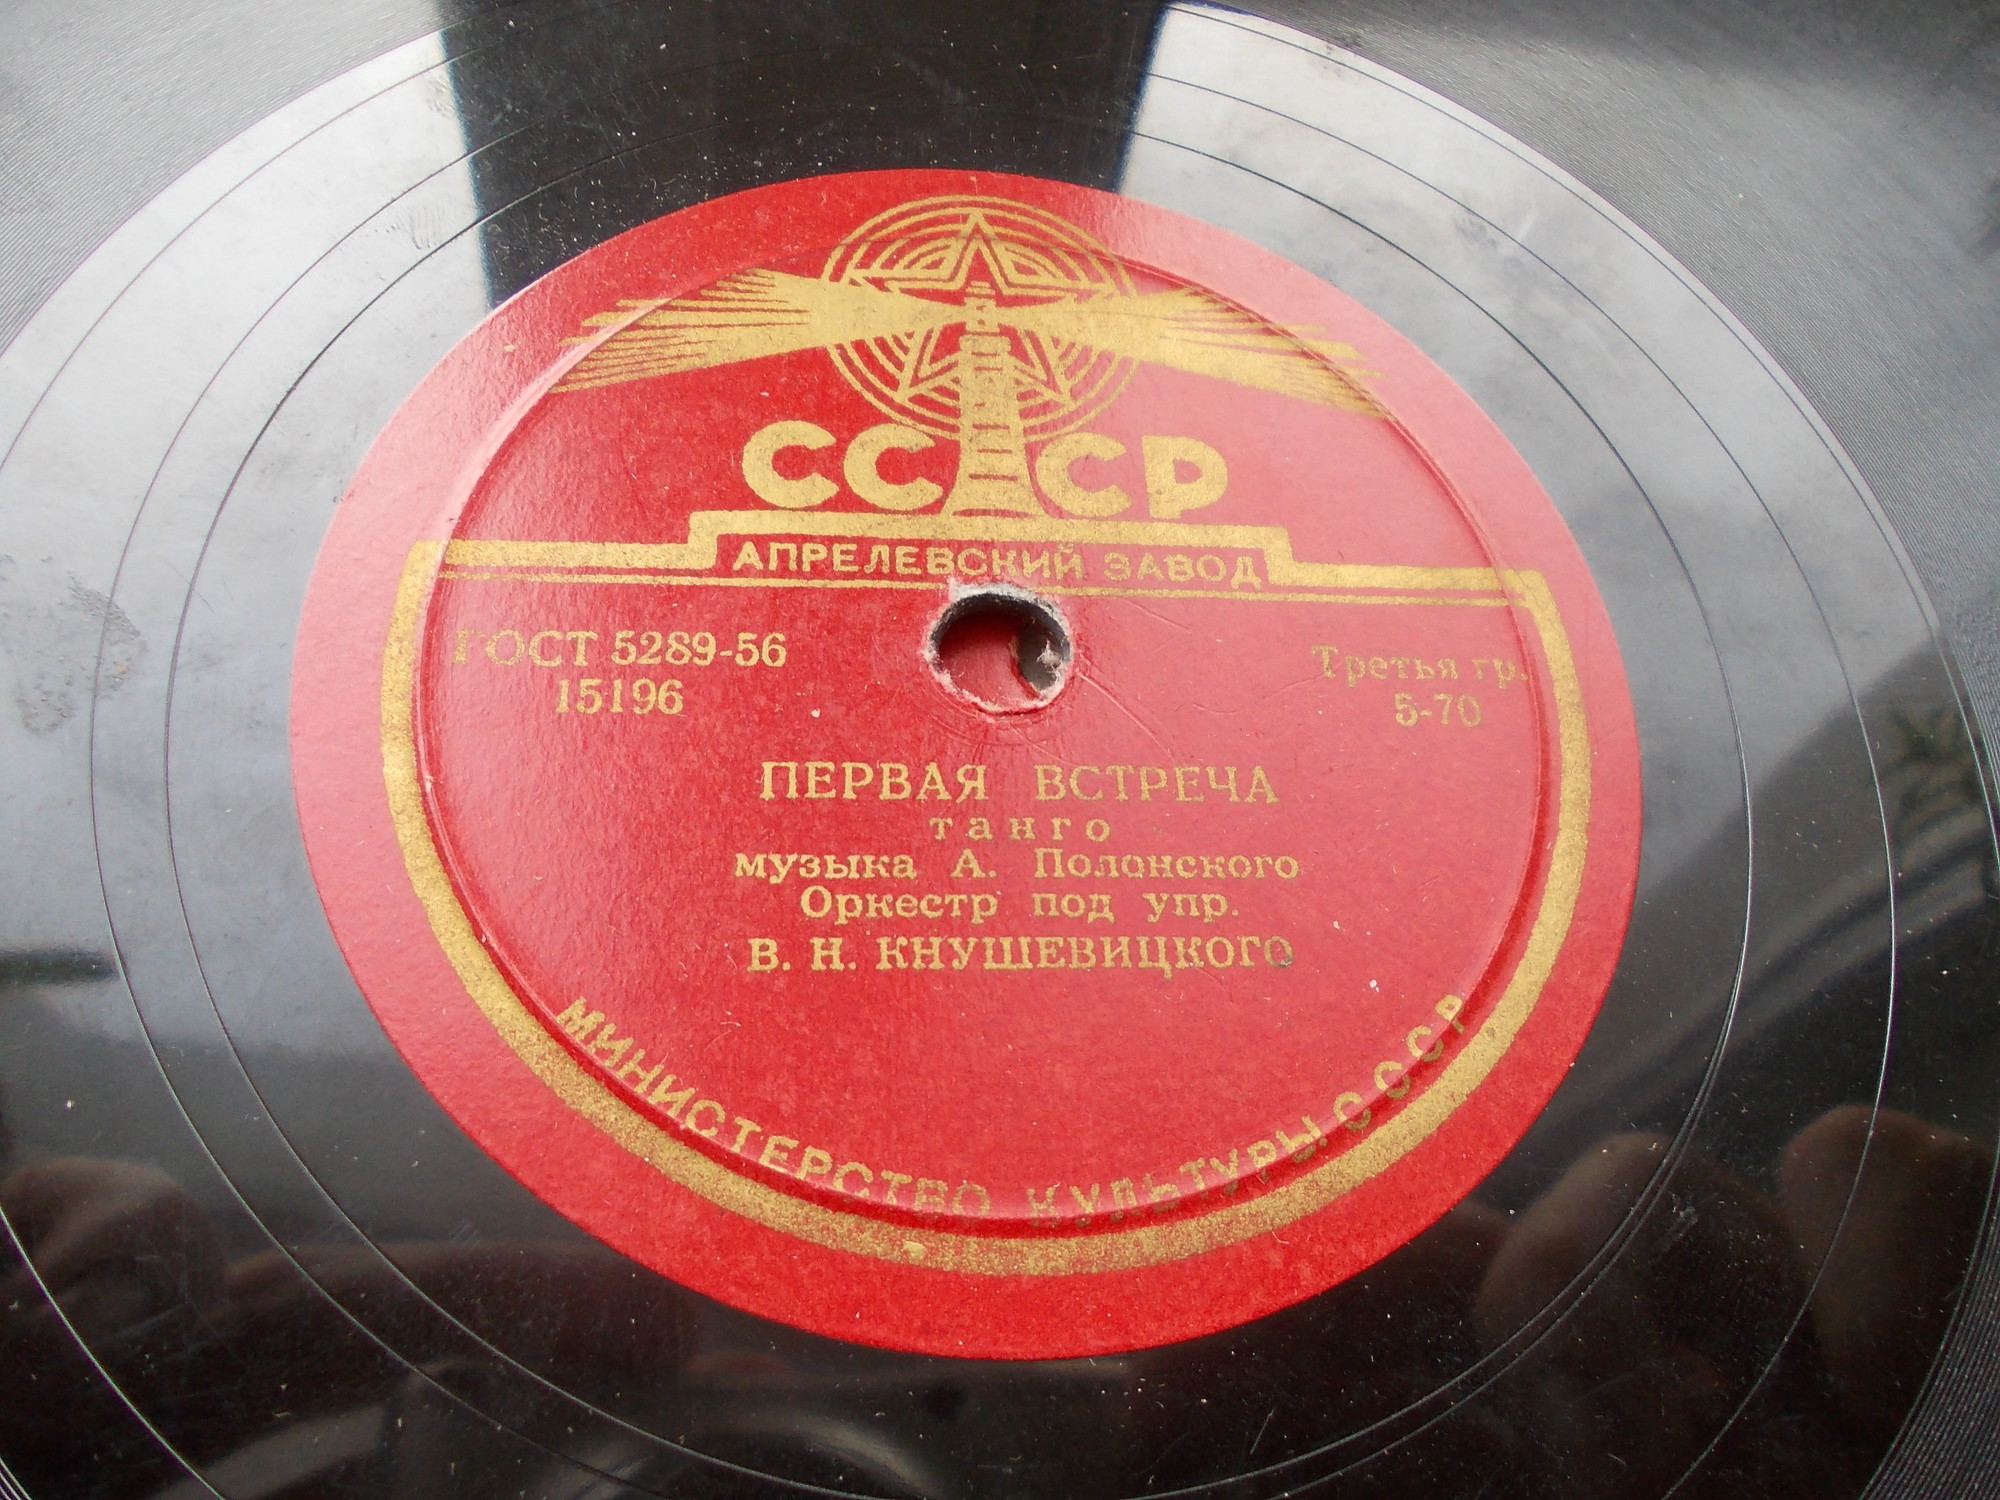 СССР
АПРЕЛЕВСКИЙ ЗАВОД
ГОСТ 5289-56
15196
Третья гр.
5-70
ПЕРВАЯ ВСТРЕЧА
танго
музыка А. Полонского
Оркестр под упр.
В. Н. КНУШЕВИЦКОГО
МИНИСТЕРСТВО КУЛЬТУРЫ СССР